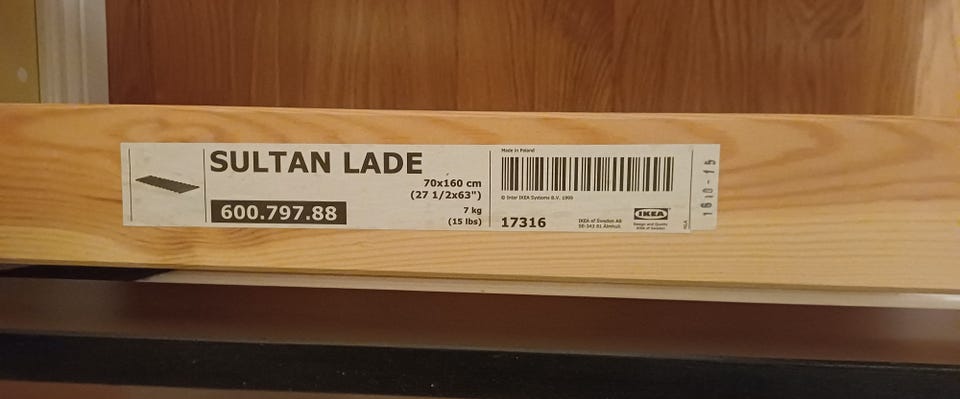 SULTAN LADE
70x160 cm
(27 1/2x63")
600.797.88
7 kg
(15 lbs)
Made in Poland
© Inter IKEA Systems B.V. 1999
17316
IKEA of Sweden AB
SE-343 81 Älmhult
IKEA
Design and Quality
IKEA of Sweden
1610-15